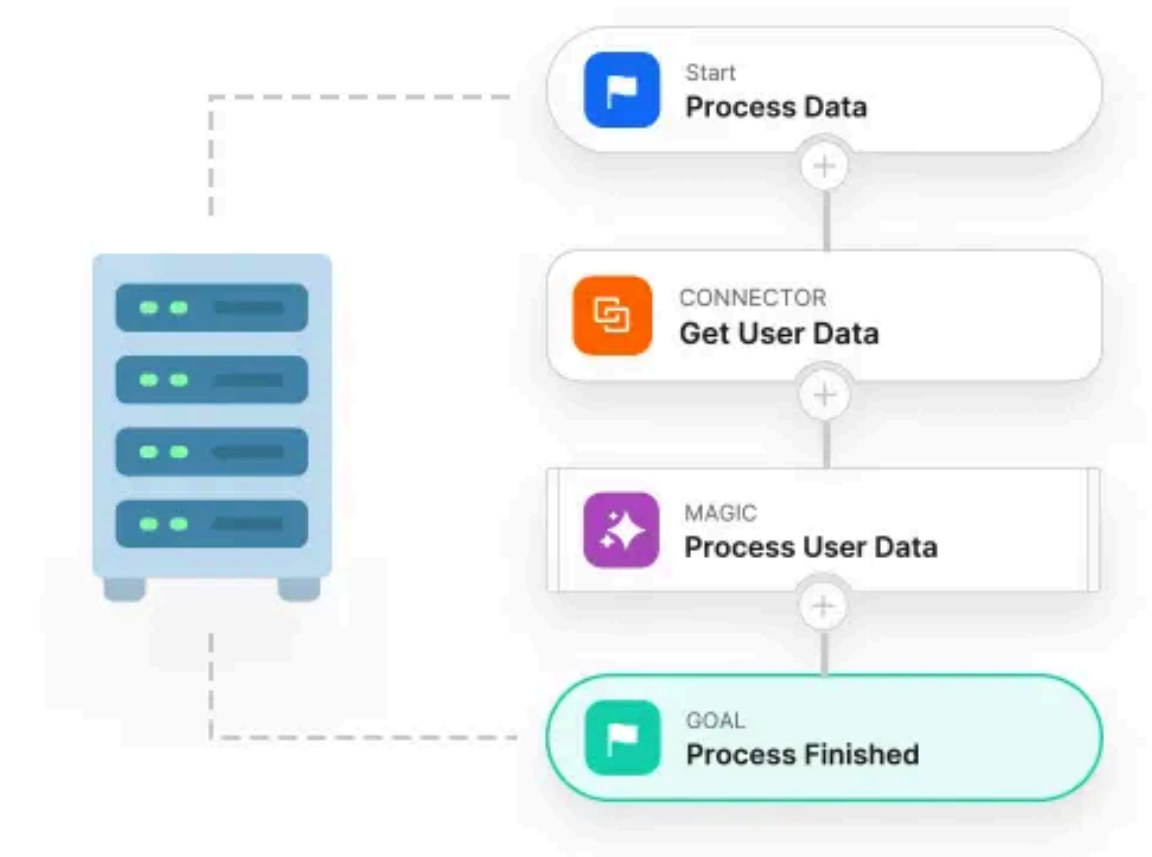 Start
Process Data
CONNECTOR
Get User Data
MAGIC
Process User Data
GOAL
Process Finished